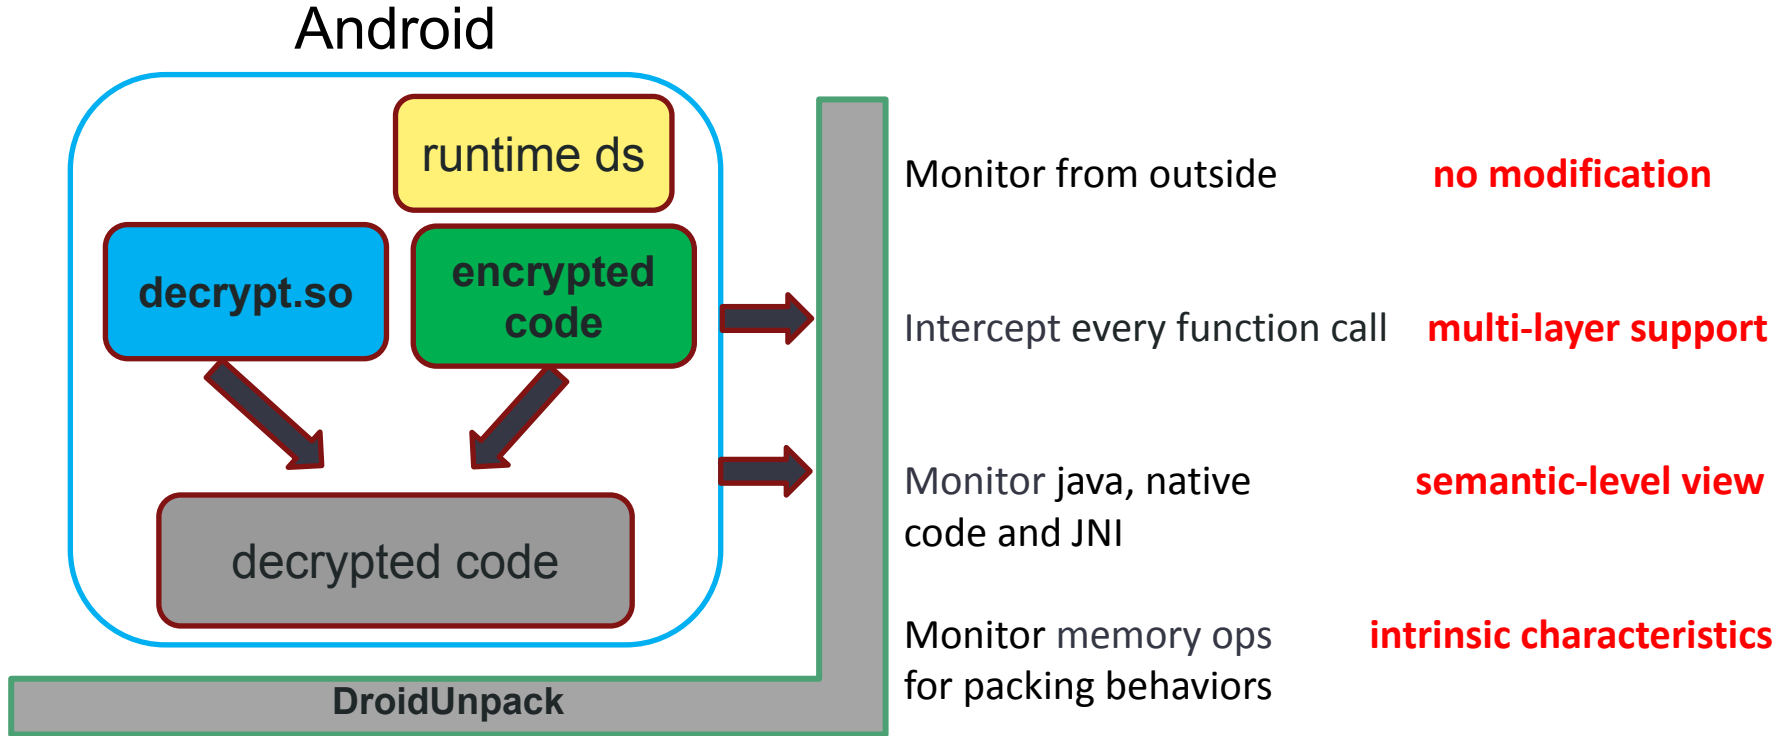 Android
runtime ds
decrypt.so
encrypted
code
decrypted code
DroidUnpack
Monitor from outside
no modification
Intercept every function call
multi-layer support
Monitor java, native
code and JNI
semantic-level view
Monitor memory ops
for packing behaviors
intrinsic characteristics